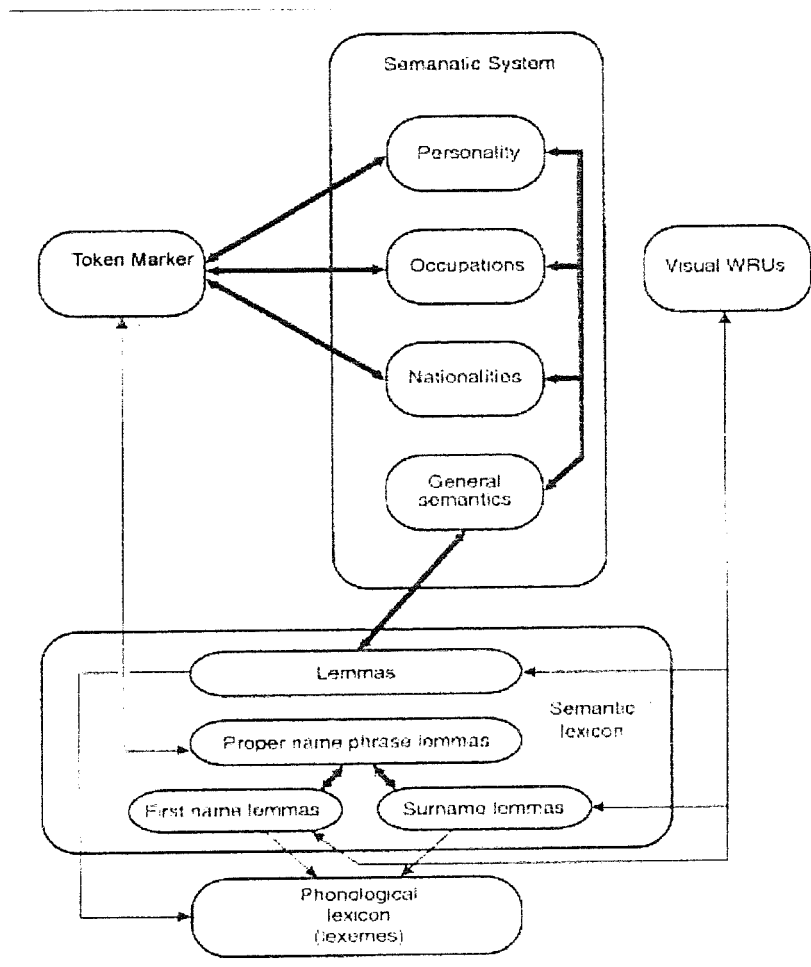 Semanatic System
Personality
Token Marker
Occupations
Visual WRUs
Nationalities
General
semantics
Lemmas
Semantic
lexicon
Proper name phrase lemmas
First name lemmas
Surname lemmas
Phonological
lexicon
(lexemes)